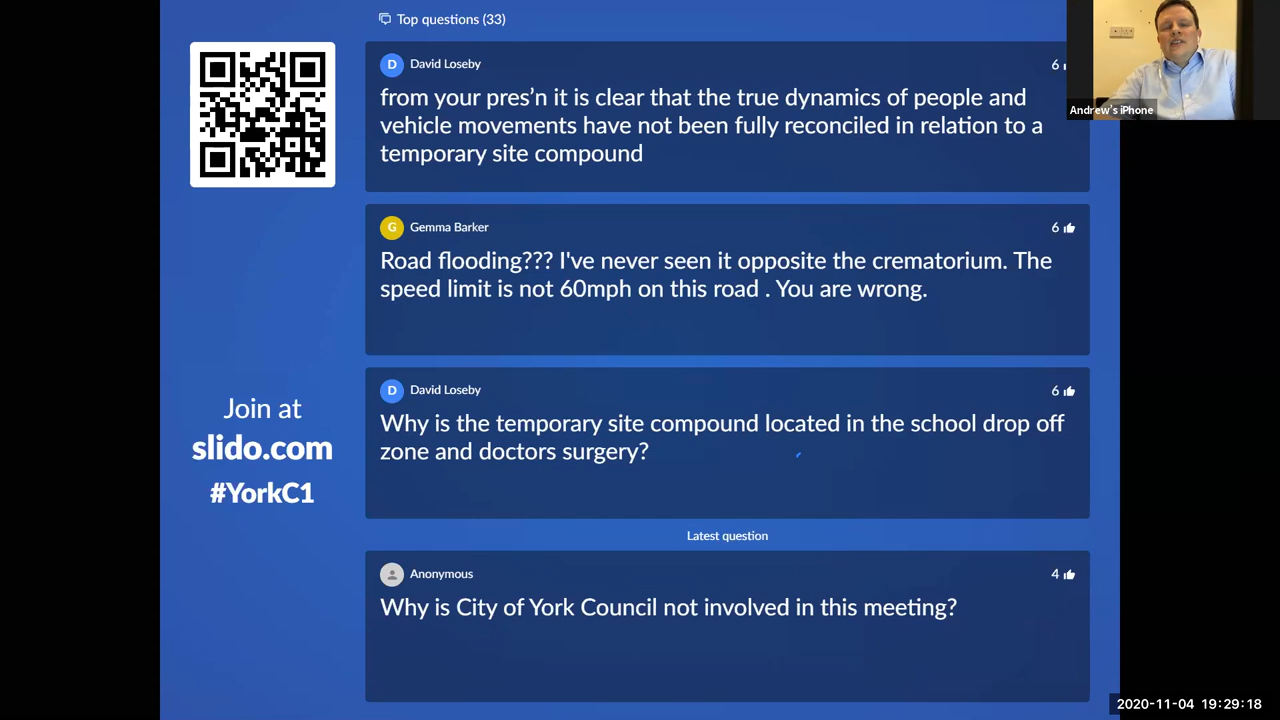 Top questions (33)
D David Loseby
6
from your pres’n it is clear that the true dynamics of people and
vehicle movements have not been fully reconciled in relation to a
temporary site compound
G Gemma Barker
6
Road flooding??? I've never seen it opposite the crematorium. The
speed limit is not 60mph on this road . You are wrong.
D David Loseby
6
Why is the temporary site compound located in the school drop off
zone and doctors surgery?
Latest question
Anonymous
4
Why is City of York Council not involved in this meeting?
Join at
slido.com
#YorkC1
Andrew's iPhone
2020-11-04 19:29:18